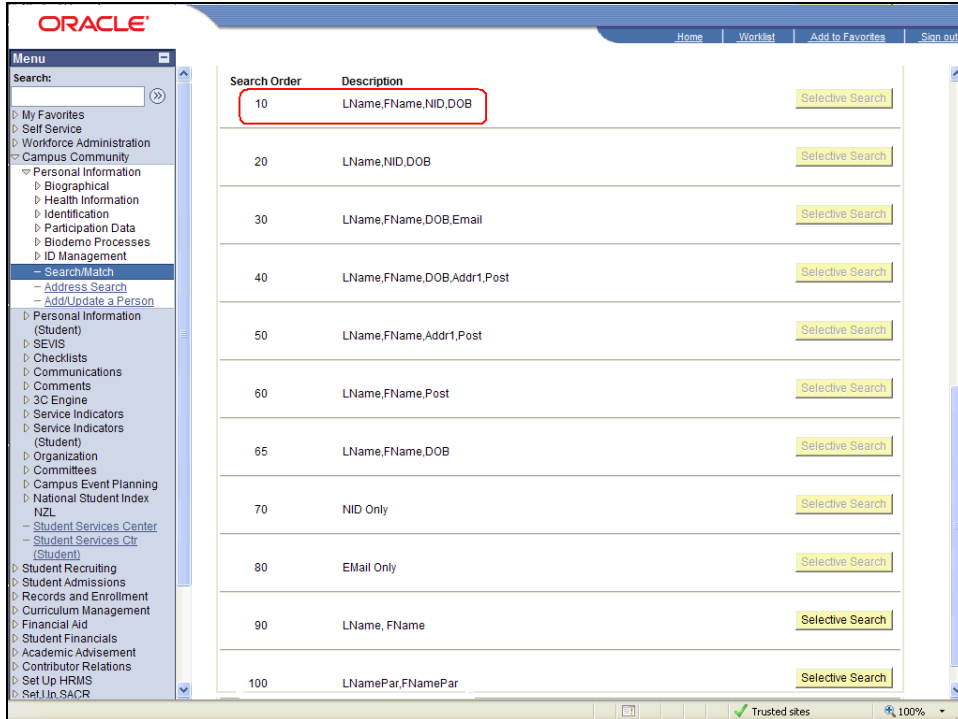 ORACLE
Home
Worklist
Add to Favorites
Sign out
Menu
Search:
My Favorites
Self Service
Workforce Administration
Campus Community
Personal Information
Biographical
Health Information
Identification
Participation Data
Biodemo Processes
ID Management
Search/Match
Address Search
Add/Update a Person
Personal Information
(Student)
SEVIS
Checklists
Communications
Comments
3C Engine
Service Indicators
Service Indicators
(Student)
Organization
Committees
Campus Event Planning
National Student Index
NZL
Student Services Center
Student Services Ctr
(Student)
Student Recruiting
Student Admissions
Records and Enrollment
Curriculum Management
Financial Aid
Student Financials
Academic Advisement
Contributor Relations
Set Up HRMS
Set Up SACR
Search Order Description
10 LName,FName,NID,DOB Selective Search
20 LName,NID,DOB Selective Search
30 LName,FName,DOB,Email Selective Search
40 LName,FName,DOB,Addr1,Post Selective Search
50 LName,FName,Addr1,Post Selective Search
60 LName,FName,Post Selective Search
65 LName,FName,DOB Selective Search
70 NID Only Selective Search
80 EMail Only Selective Search
90 LName, FName Selective Search
100 LNamePar,FNamePar Selective Search
Trusted sites
100%